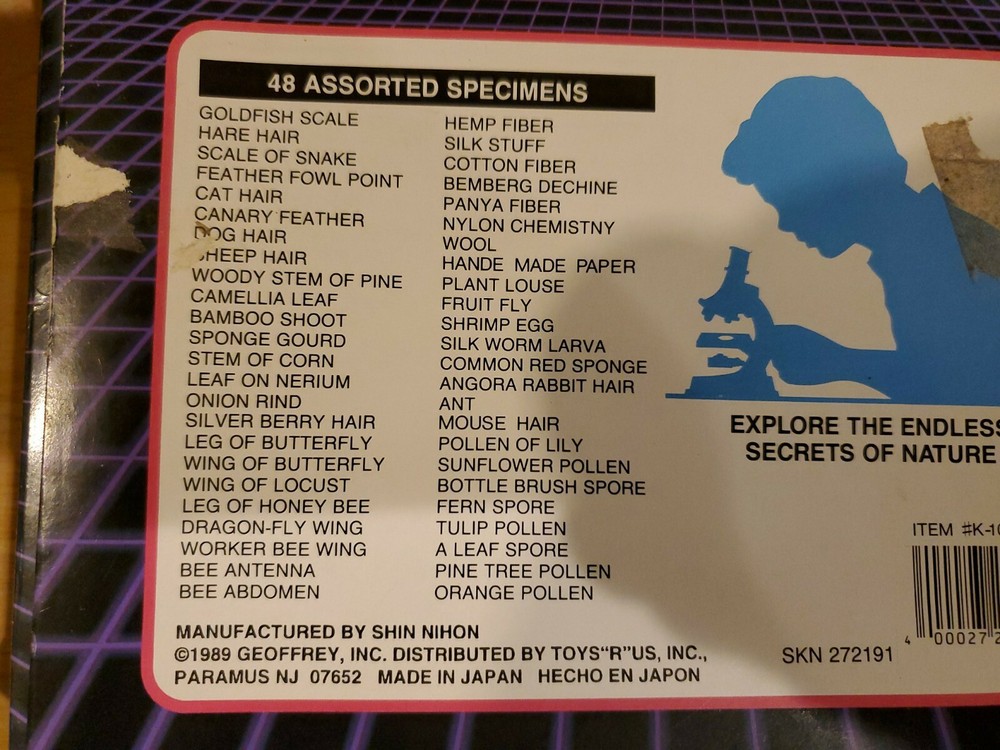 48 ASSORTED SPECIMENS
GOLDFISH SCALE
HARE HAIR
SCALE OF SNAKE
FEATHER FOWL POINT
CAT HAIR
CANARY FEATHER
DOG HAIR
SHEEP HAIR
WOODY STEM OF PINE
CAMELLIA LEAF
BAMBOO SHOOT
SPONGE GOURD
STEM OF CORN
LEAF ON NERIUM
ONION RIND
SILVER BERRY HAIR
LEG OF BUTTERFLY
WING OF BUTTERFLY
WING OF LOCUST
LEG OF HONEY BEE
DRAGON-FLY WING
WORKER BEE WING
BEE ANTENNA
BEE ABDOMEN
HEMP FIBER
SILK STUFF
COTTON FIBER
BEMBERG DECHINE
PANYA FIBER
NYLON CHEMISTNY
WOOL
HANDE MADE PAPER
PLANT LOUSE
FRUIT FLY
SHRIMP EGG
SILK WORM LARVA
COMMON RED SPONGE
ANGORA RABBIT HAIR
ANT
MOUSE HAIR
POLLEN OF LILY
SUNFLOWER POLLEN
BOTTLE BRUSH SPORE
FERN SPORE
TULIP POLLEN
A LEAF SPORE
PINE TREE POLLEN
ORANGE POLLEN
EXPLORE THE ENDLESS
SECRETS OF NATURE
ITEM #K-10
4 00027 2
SKN 272191
MANUFACTURED BY SHIN NIHON
©1989 GEOFFREY, INC. DISTRIBUTED BY TOYS"R"US, INC.,
PARAMUS NJ 07652 MADE IN JAPAN HECHO EN JAPON